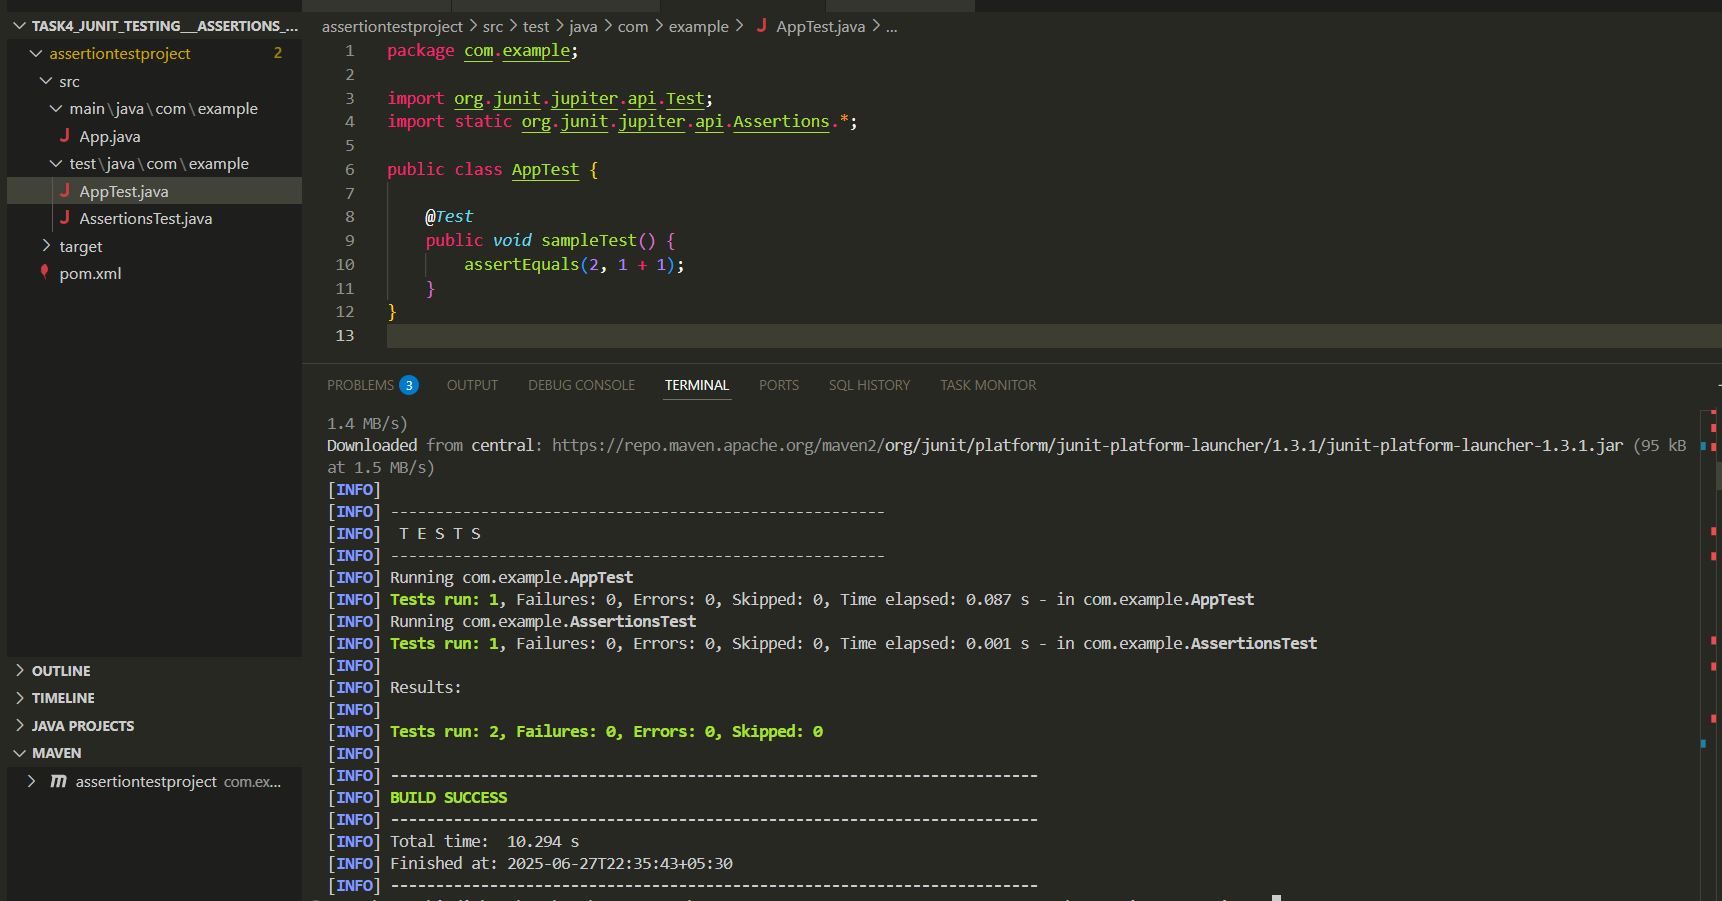 TASK4_JUNIT_TESTING__ASSERTIONS_...
assertiontestproject 2
src
main\java\com\example
App.java
test\java\com\example
AppTest.java
AssertionsTest.java
target
pom.xml
OUTLINE
TIMELINE
JAVA PROJECTS
MAVEN
assertiontestproject com.ex...
assertiontestproject > src > test > java > com > example > AppTest.java > ...
1 package com.example;
2
3 import org.junit.jupiter.api.Test;
4 import static org.junit.jupiter.api.Assertions.*;
5
6 public class AppTest {
7
8 @Test
9 public void sampleTest() {
10 assertEquals(2, 1 + 1);
11 }
12 }
13
PROBLEMS 3 OUTPUT DEBUG CONSOLE TERMINAL PORTS SQL HISTORY TASK MONITOR
1.4 MB/s)
Downloaded from central: https://repo.maven.apache.org/maven2/org/junit/platform/junit-platform-launcher/1.3.1/junit-platform-launcher-1.3.1.jar (95 kB
at 1.5 MB/s)
[INFO]
[INFO] -------------------------------------------------------
[INFO]  T E S T S
[INFO] -------------------------------------------------------
[INFO] Running com.example.AppTest
[INFO] Tests run: 1, Failures: 0, Errors: 0, Skipped: 0, Time elapsed: 0.087 s - in com.example.AppTest
[INFO] Running com.example.AssertionsTest
[INFO] Tests run: 1, Failures: 0, Errors: 0, Skipped: 0, Time elapsed: 0.001 s - in com.example.AssertionsTest
[INFO]
[INFO] Results:
[INFO]
[INFO] Tests run: 2, Failures: 0, Errors: 0, Skipped: 0
[INFO]
[INFO] ------------------------------------------------------------------------
[INFO] BUILD SUCCESS
[INFO] ------------------------------------------------------------------------
[INFO] Total time:  10.294 s
[INFO] Finished at: 2025-06-27T22:35:43+05:30
[INFO] ------------------------------------------------------------------------